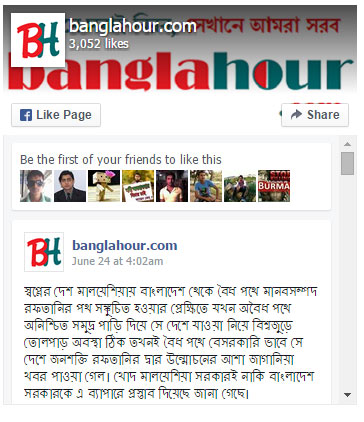 সেখানে আমরা সরব
BH banglahour.com
3,052 likes
banglahour
.com
Like Page
Share
Be the first of your friends to like this
STOP
BURMA
BH banglahour.com
June 24 at 4:02am
স্বপ্নের দেশ মালয়েশিয়ায় বাংলাদেশ থেকে বৈধ পথে মানবসম্পদ
রফতানির পথ সঙ্কুচিত হওয়ার প্রেক্ষিতে যখন অবৈধ পথে
অনিশ্চিত সমুদ্র পাড়ি দিয়ে সে দেশে যাওয়া নিয়ে বিশ্বজুড়ে
তোলপাড় অবস্থা ঠিক তখনই বৈধ পথে বেসরকারি ভাবে সে
দেশে জনশক্তি রফতানির দ্বার উন্মোচনের আশা জাগানিয়া
খবর পাওয়া গেল। খোদ মালয়েশিয়া সরকারই নাকি বাংলাদেশ
সরকারকে এ ব্যাপারে প্রস্তাব দিয়েছে জানা গেছে।